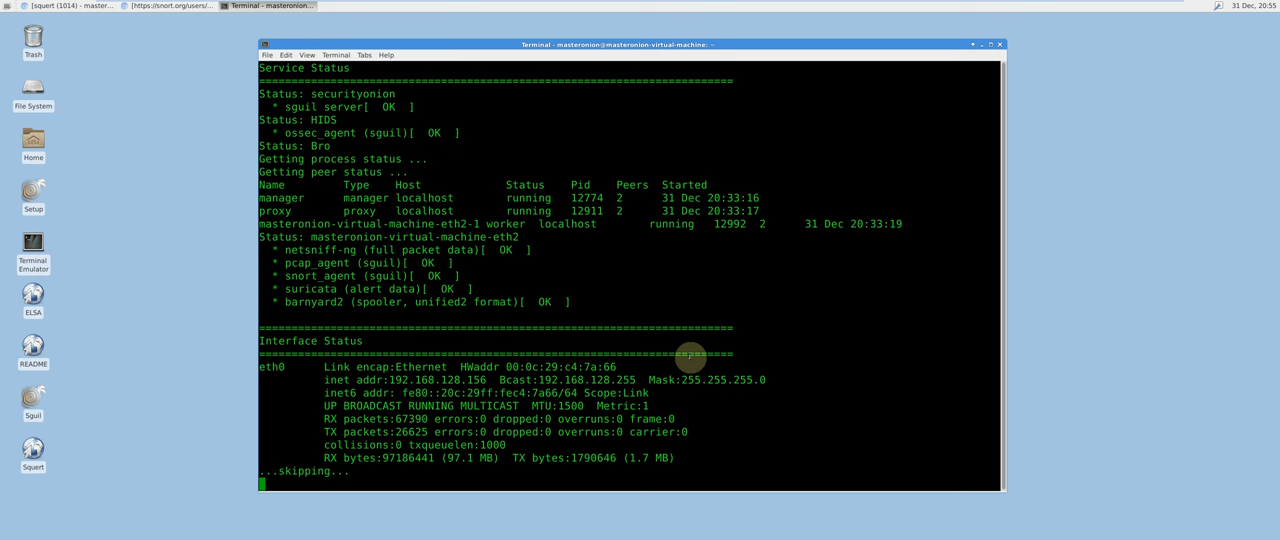 [squert (1014) - master...
[https://snort.org/users/...
Terminal - masteronion...
31 Dec, 20:55
Trash
File System
Home
Setup
Terminal
Emulator
ELSA
README
Sguil
Squert
Terminal - masteronion@masteronion-virtual-machine: ~
File Edit View Terminal Tabs Help
Service Status
=========================================================================
Status: securityonion
* sguil server[  OK  ]
Status: HIDS
* ossec_agent (sguil)[  OK  ]
Status: Bro
Getting process status ...
Getting peer status ...
Name         Type    Host             Status    Pid    Peers  Started
manager      manager localhost        running   12774  2      31 Dec 20:33:16
proxy        proxy   localhost        running   12911  2      31 Dec 20:33:17
masteronion-virtual-machine-eth2-1 worker  localhost        running   12992  2      31 Dec 20:33:19
Status: masteronion-virtual-machine-eth2
* netsniff-ng (full packet data)[  OK  ]
* pcap_agent (sguil)[  OK  ]
* snort_agent (sguil)[  OK  ]
* suricata (alert data)[  OK  ]
* barnyard2 (spooler, unified2 format)[  OK  ]
=========================================================================
Interface Status
=========================================================================
eth0      Link encap:Ethernet  HWaddr 00:0c:29:c4:7a:66
inet addr:192.168.128.156  Bcast:192.168.128.255  Mask:255.255.255.0
inet6 addr: fe80::20c:29ff:fec4:7a66/64 Scope:Link
UP BROADCAST RUNNING MULTICAST  MTU:1500  Metric:1
RX packets:67390 errors:0 dropped:0 overruns:0 frame:0
TX packets:26625 errors:0 dropped:0 overruns:0 carrier:0
collisions:0 txqueuelen:1000
RX bytes:97186441 (97.1 MB)  TX bytes:1790646 (1.7 MB)
...skipping...